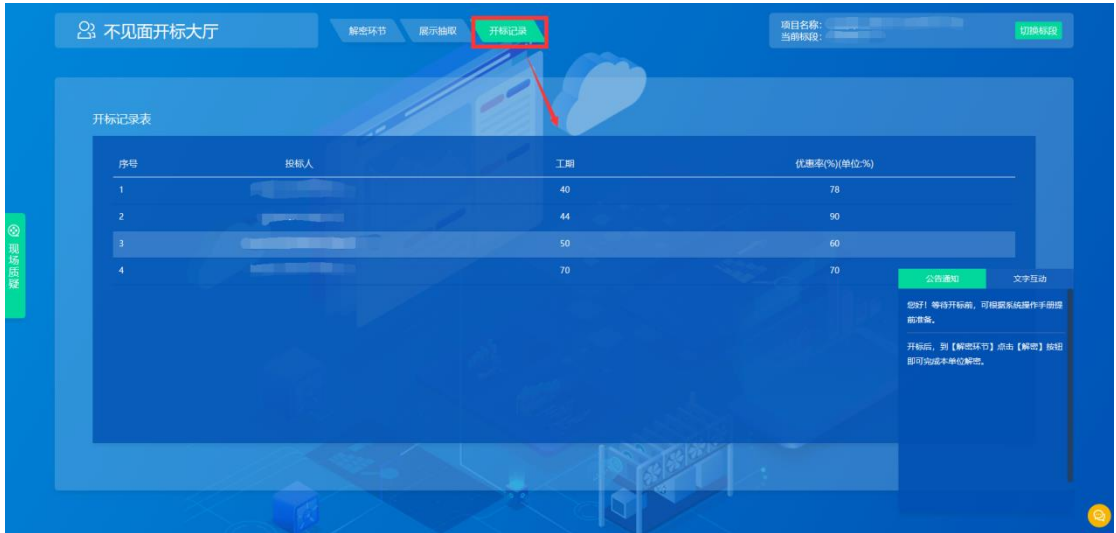 不见面开标大厅
解密环节
展示抽取
开标记录
项目名称：
当前标段：
切换标段
开标记录表
序号 投标人 工期 优惠率(%)(单位:%)
1 40 78
2 44 90
3 50 60
4 70 70
现场质疑
公告通知 文字互动
您好！等待开标前，可根据系统操作手册提
前准备。
开标后，到【解密环节】点击【解密】按钮
即可完成本单位解密。